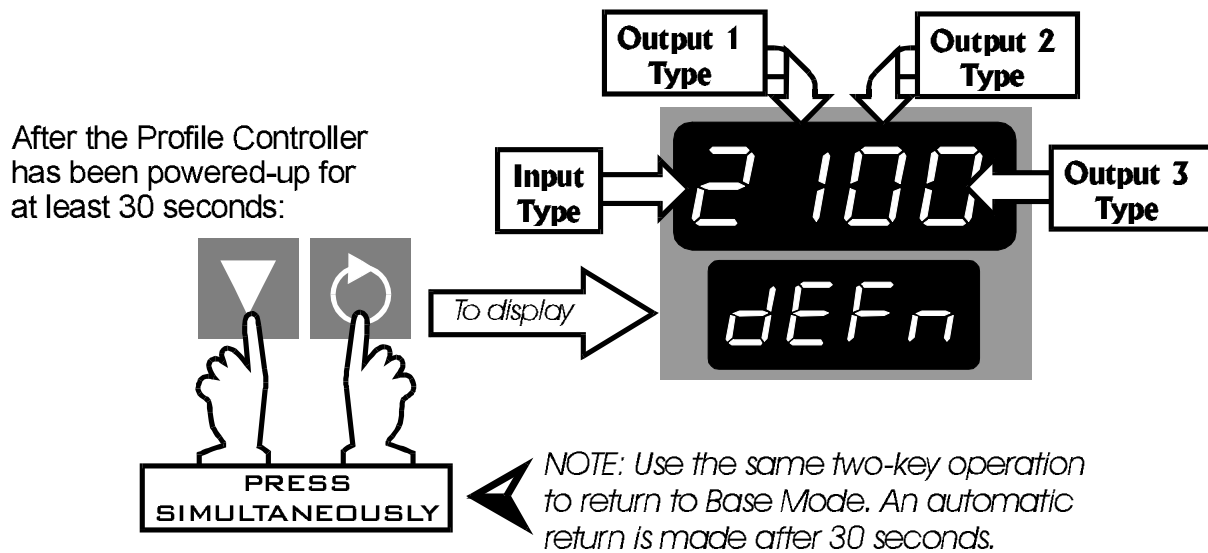 Output 1
Type
Output 2
Type
After the Profile Controller
has been powered-up for
at least 30 seconds:
Input
Type
2100
Output 3
Type
To display
dEFn
PRESS
SIMULTANEOUSLY
NOTE: Use the same two-key operation
to return to Base Mode. An automatic
return is made after 30 seconds.